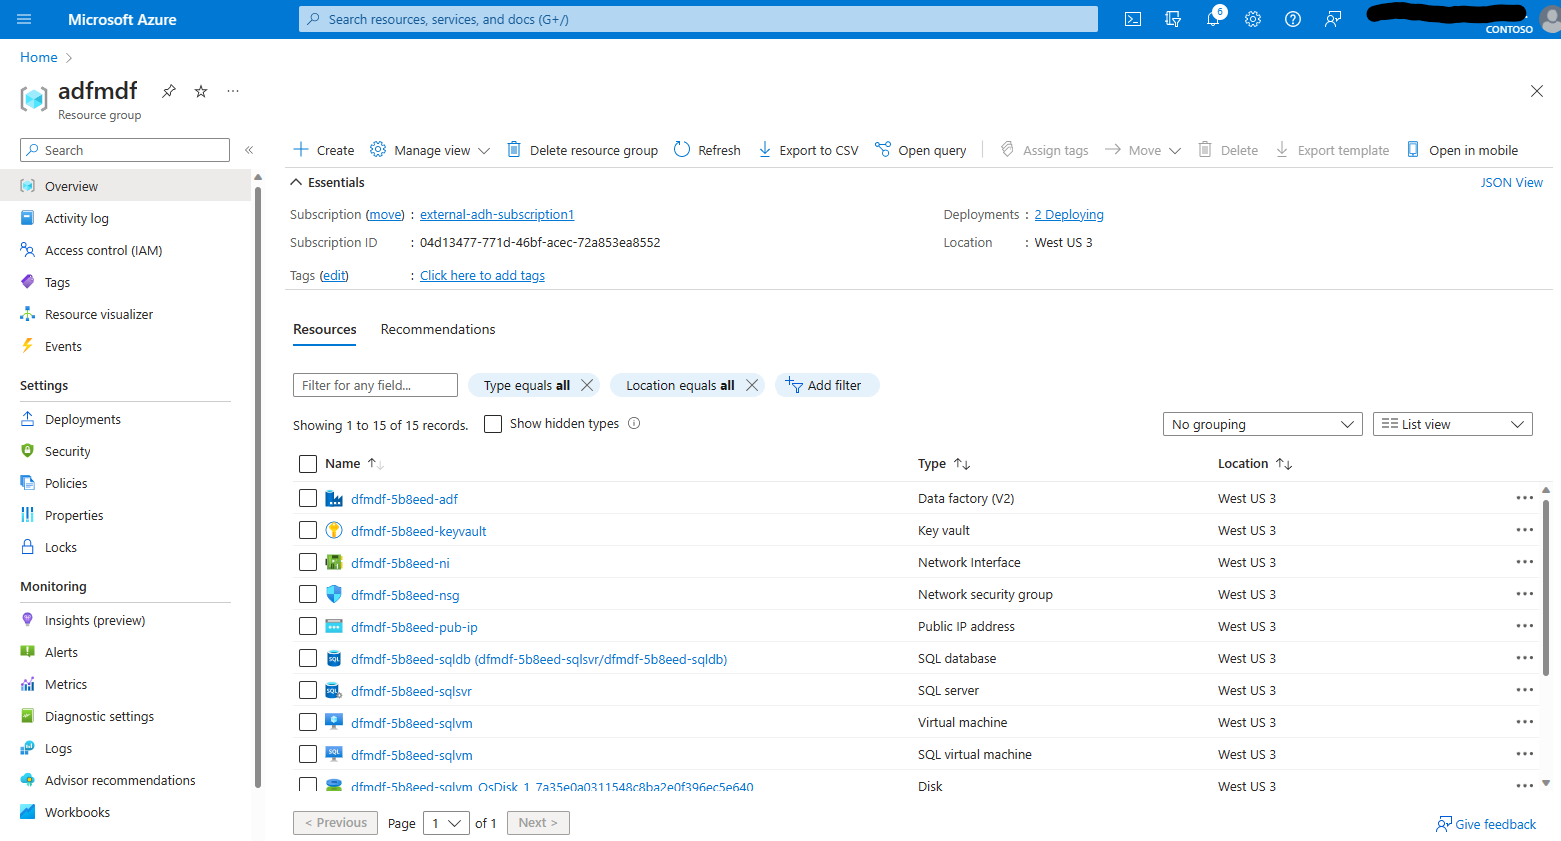 Microsoft Azure
Search resources, services, and docs (G+/)
6
CONTOSO
Home
adfmdf
Resource group
Search
Overview
Activity log
Access control (IAM)
Tags
Resource visualizer
Events
Settings
Deployments
Security
Policies
Properties
Locks
Monitoring
Insights (preview)
Alerts
Metrics
Diagnostic settings
Logs
Advisor recommendations
Workbooks
Create Manage view Delete resource group Refresh Export to CSV Open query Assign tags Move Delete Export template Open in mobile
Essentials JSON View
Subscription (move) : external-adh-subscription1 Deployments : 2 Deploying
Subscription ID : 04d13477-771d-46bf-acec-72a853ea8552 Location : West US 3
Tags (edit) : Click here to add tags
Resources Recommendations
Filter for any field... Type equals all Location equals all Add filter
Showing 1 to 15 of 15 records. Show hidden types No grouping List view
Name Type Location
dfmdf-5b8eed-adf Data factory (V2) West US 3
dfmdf-5b8eed-keyvault Key vault West US 3
dfmdf-5b8eed-ni Network Interface West US 3
dfmdf-5b8eed-nsg Network security group West US 3
dfmdf-5b8eed-pub-ip Public IP address West US 3
dfmdf-5b8eed-sqldb (dfmdf-5b8eed-sqlsvr/dfmdf-5b8eed-sqldb) SQL database West US 3
dfmdf-5b8eed-sqlsvr SQL server West US 3
dfmdf-5b8eed-sqlvm Virtual machine West US 3
dfmdf-5b8eed-sqlvm SQL virtual machine West US 3
dfmdf-5b8eed-sqlvm_OsDisk_1_7a35e0a0311548c8ba2e0f396ec5e640 Disk West US 3
< Previous Page 1 of 1 Next >
Give feedback